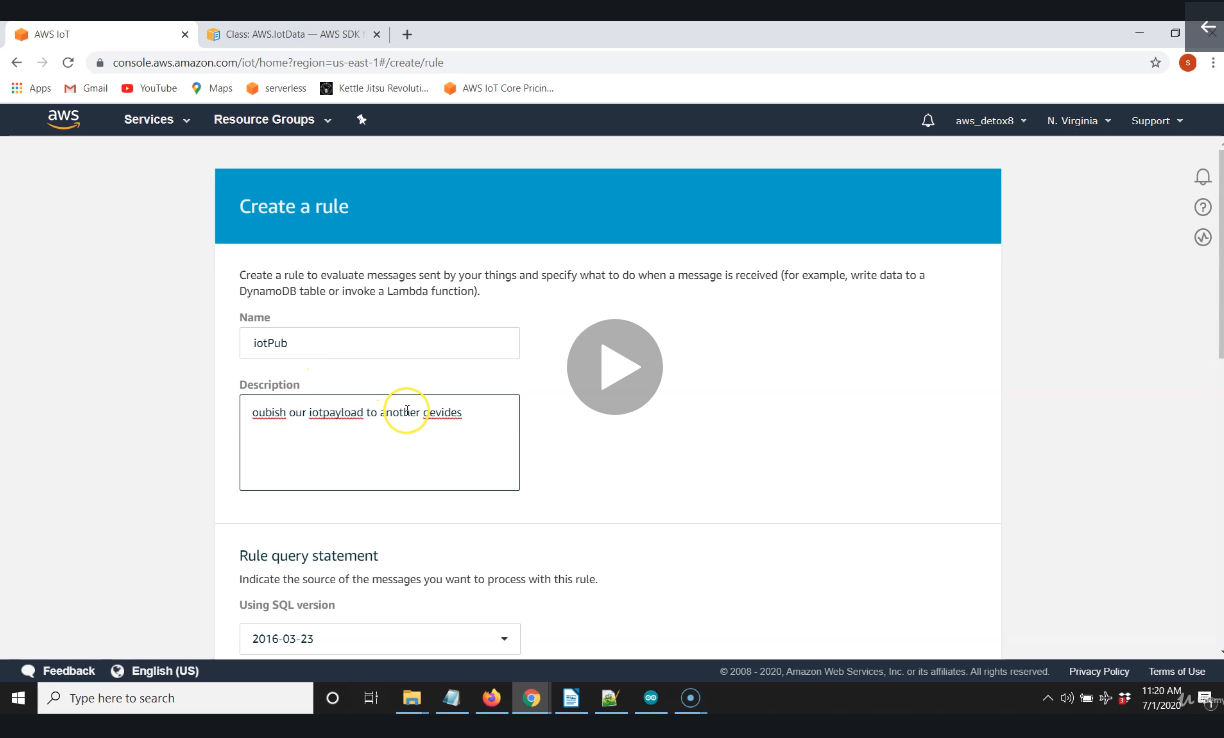 AWS IoT
Class: AWS.IotData — AWS SDK
console.aws.amazon.com/iot/home?region=us-east-1#/create/rule
S
Apps Gmail YouTube Maps serverless Kettle Jitsu Revoluti... AWS IoT Core Pricin...
aws Services Resource Groups aws_detox8 N. Virginia Support
Create a rule
Create a rule to evaluate messages sent by your things and specify what to do when a message is received (for example, write data to a
DynamoDB table or invoke a Lambda function).
Name
iotPub
Description
oubish our iotpayload to another gevides
Rule query statement
Indicate the source of the messages you want to process with this rule.
Using SQL version
2016-03-23
Feedback English (US) © 2008 - 2020, Amazon Web Services, Inc. or its affiliates. All rights reserved. Privacy Policy Terms of Use
Type here to search
11:20 AM
7/1/2020